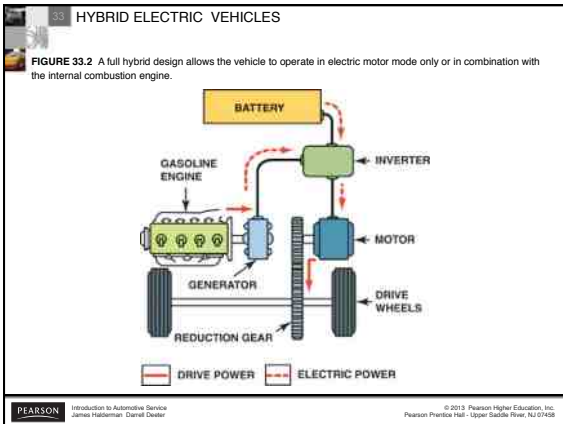 33 HYBRID ELECTRIC VEHICLES
FIGURE 33.2 A full hybrid design allows the vehicle to operate in electric motor mode only or in combination with
the internal combustion engine.
BATTERY
GASOLINE
ENGINE
INVERTER
MOTOR
GENERATOR
DRIVE
WHEELS
REDUCTION GEAR
DRIVE POWER ELECTRIC POWER
PEARSON
Introduction to Automotive Service
James Halderman Darrell Deeter
© 2013 Pearson Higher Education, Inc.
Pearson Prentice Hall - Upper Saddle River, NJ 07458